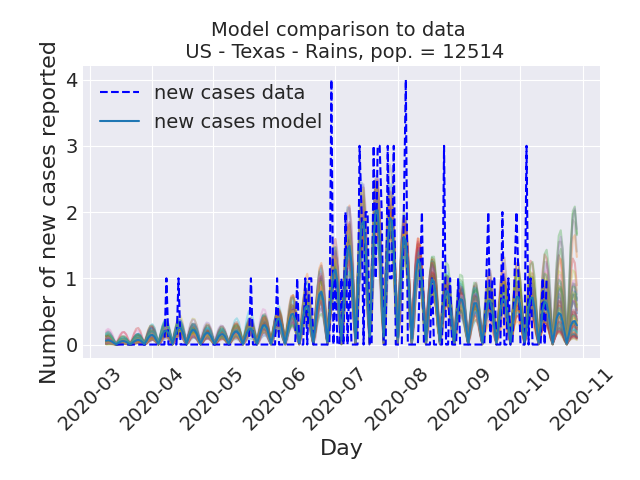 Model comparison to data
US - Texas - Rains, pop. = 12514
Number of new cases reported
4
3
2
1
0
new cases data
new cases model
2020-03
2020-04
2020-05
2020-06
2020-07
2020-08
2020-09
2020-10
2020-11
Day